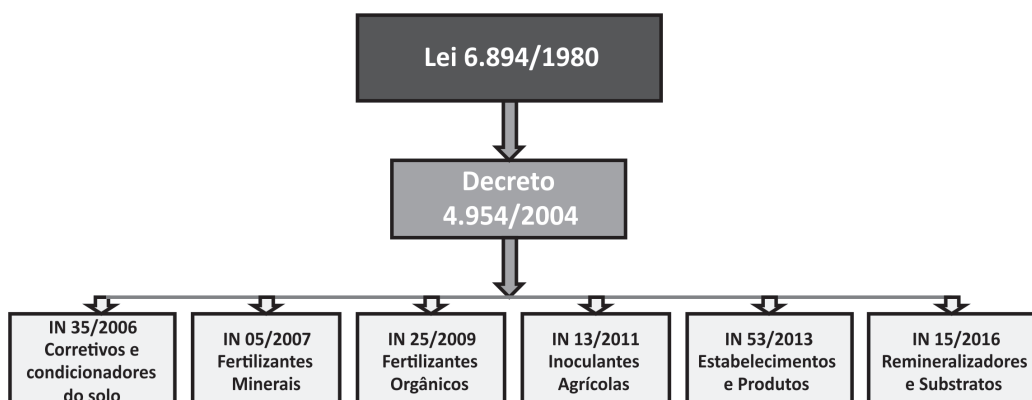 Lei 6.894/1980
Decreto
4.954/2004
IN 35/2006
Corretivos e
condicionadores
do solo
IN 05/2007
Fertilizantes
Minerais
IN 25/2009
Fertilizantes
Orgânicos
IN 13/2011
Inoculantes
Agrícolas
IN 53/2013
Estabelecimentos
e Produtos
IN 15/2016
Remineralizadores
e Substratos